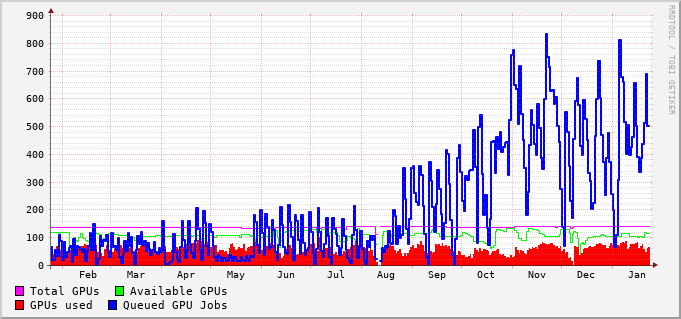 900
800
700
600
500
400
300
200
100
0
Feb Mar Apr May Jun Jul Aug Sep Oct Nov Dec Jan
Total GPUs Available GPUs
GPUs used Queued GPU Jobs
RRDTOOL / TOBI OETIKER